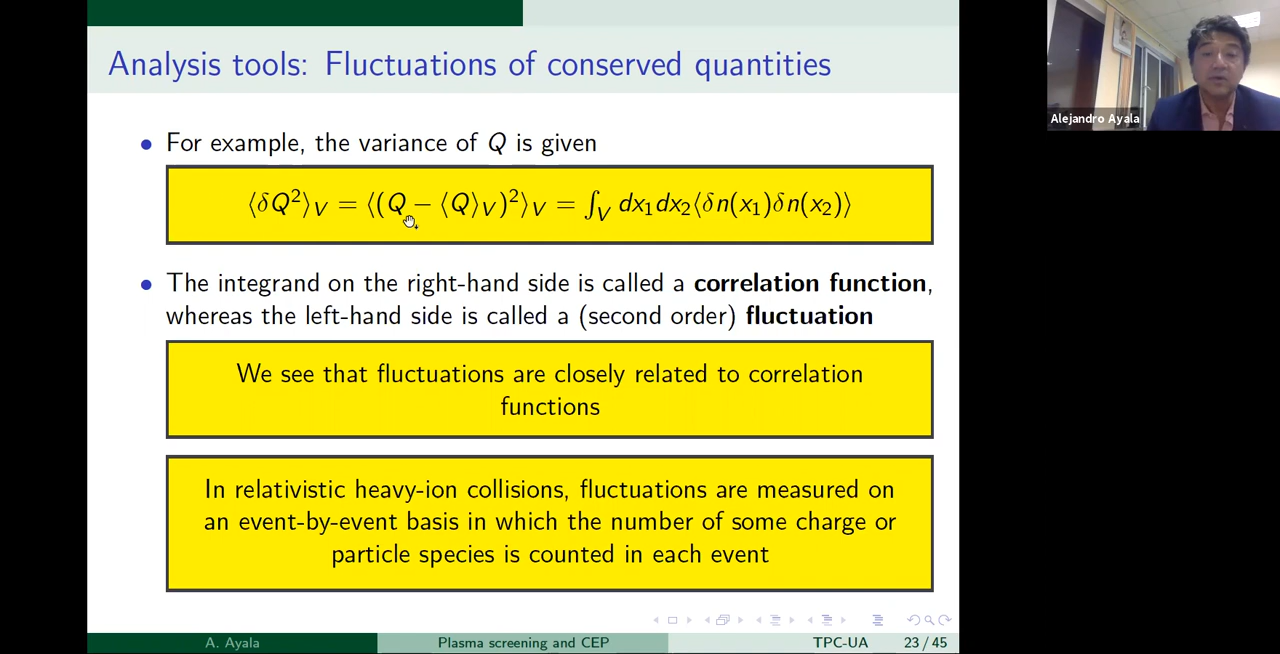 Analysis tools: Fluctuations of conserved quantities
• For example, the variance of Q is given
⟨δQ²⟩_V = ⟨(Q − ⟨Q⟩_V)²⟩_V = ∫_V dx₁dx₂⟨δn(x₁)δn(x₂)⟩
• The integrand on the right-hand side is called a correlation function,
whereas the left-hand side is called a (second order) fluctuation
We see that fluctuations are closely related to correlation
functions
In relativistic heavy-ion collisions, fluctuations are measured on
an event-by-event basis in which the number of some charge or
particle species is counted in each event
A. Ayala
Plasma screening and CEP
TPC-UA
23 / 45
Alejandro Ayala